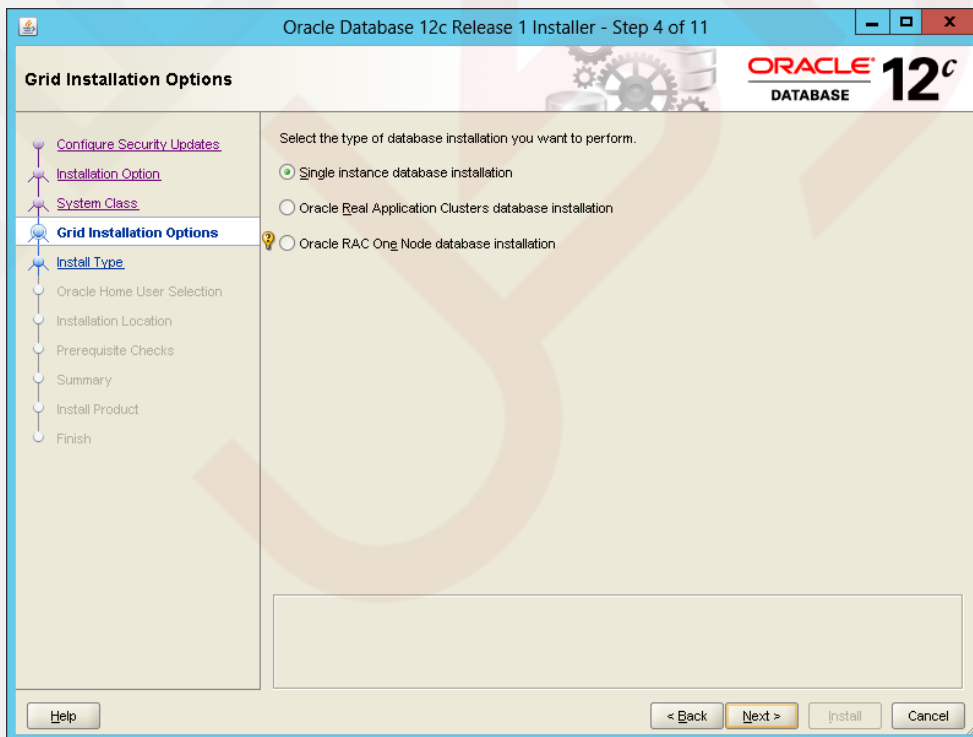 Oracle Database 12c Release 1 Installer - Step 4 of 11
Grid Installation Options
ORACLE 12c
DATABASE
Configure Security Updates
Installation Option
System Class
Grid Installation Options
Install Type
Oracle Home User Selection
Installation Location
Prerequisite Checks
Summary
Install Product
Finish
Select the type of database installation you want to perform.
Single instance database installation
Oracle Real Application Clusters database installation
Oracle RAC One Node database installation
Help
< Back
Next >
Install
Cancel